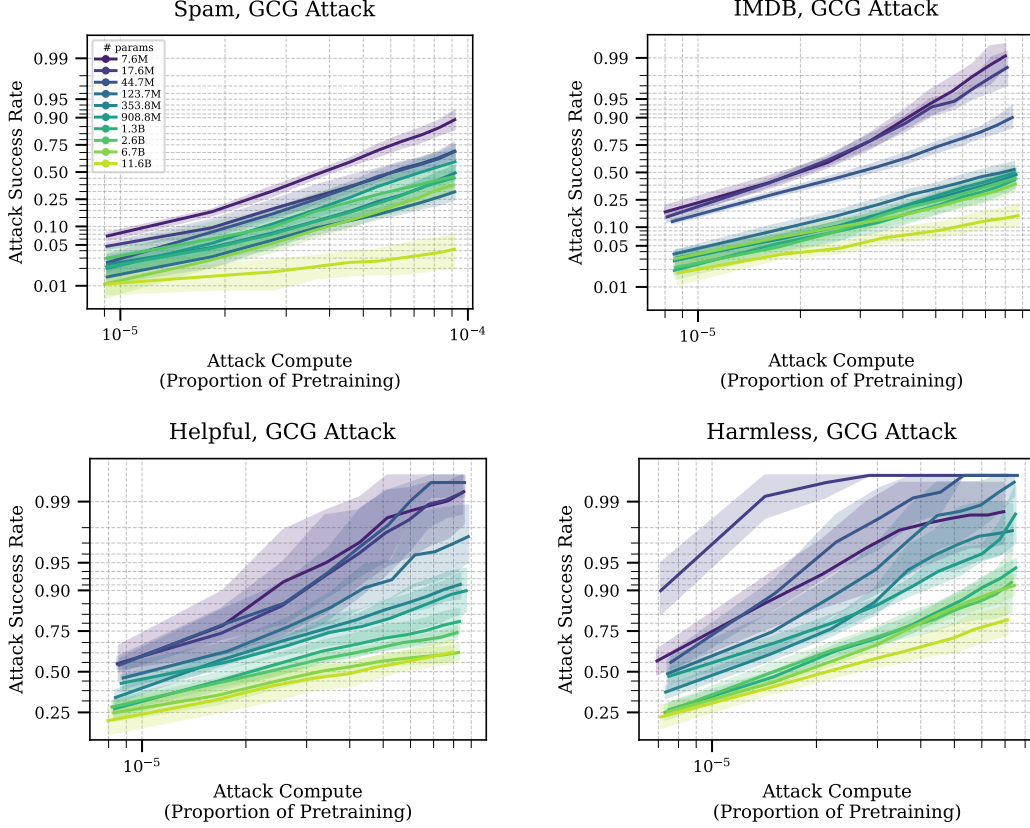 Spam, GCG Attack
Attack Success Rate
0.99
0.95
0.90
0.75
0.50
0.25
0.10
0.05
0.01
# params
7.6M
17.6M
44.7M
123.7M
353.8M
908.8M
1.3B
2.6B
6.7B
11.6B
10⁻⁵
10⁻⁴
Attack Compute
(Proportion of Pretraining)
IMDB, GCG Attack
Attack Success Rate
0.99
0.95
0.90
0.75
0.50
0.25
0.10
0.05
0.01
10⁻⁵
Attack Compute
(Proportion of Pretraining)
Helpful, GCG Attack
Attack Success Rate
0.99
0.95
0.90
0.75
0.50
0.25
10⁻⁵
Attack Compute
(Proportion of Pretraining)
Harmless, GCG Attack
Attack Success Rate
0.99
0.95
0.90
0.75
0.50
0.25
10⁻⁵
Attack Compute
(Proportion of Pretraining)